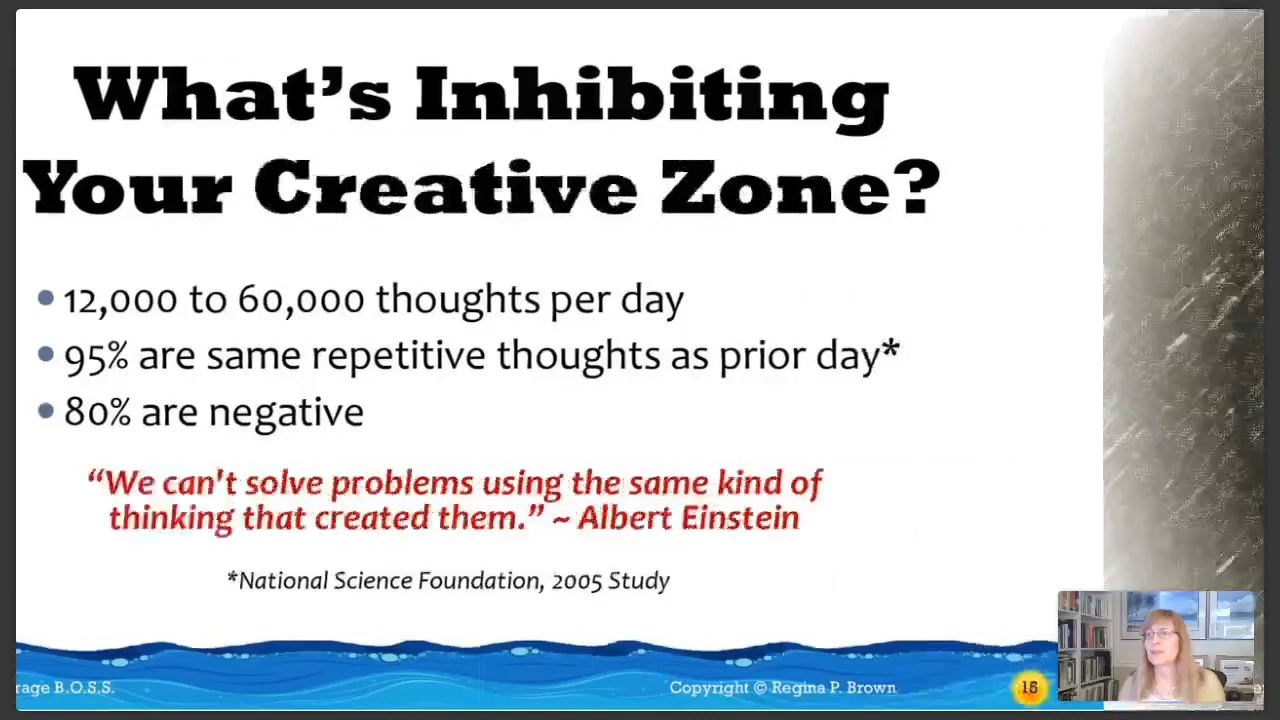 What's Inhibiting
Your Creative Zone?
• 12,000 to 60,000 thoughts per day
• 95% are same repetitive thoughts as prior day*
• 80% are negative
“We can't solve problems using the same kind of
thinking that created them.” ~ Albert Einstein
*National Science Foundation, 2005 Study
rage B.O.S.S.
Copyright © Regina P. Brown
15